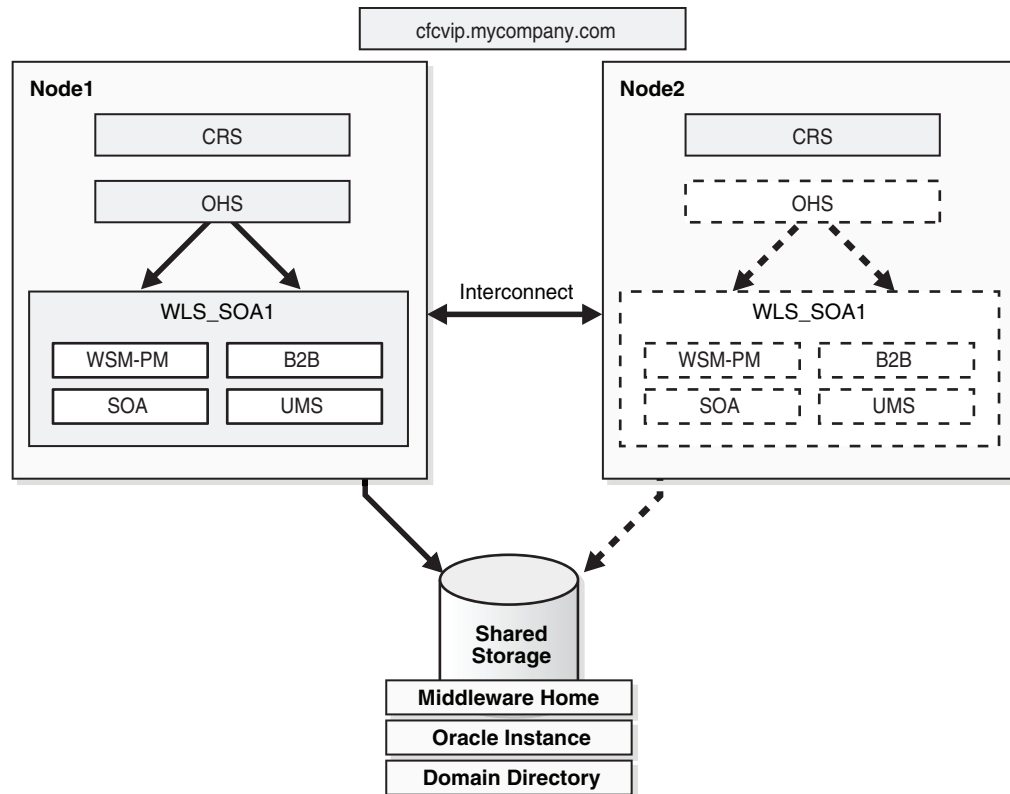 cfcvip.mycompany.com
Node1
CRS
OHS
WLS_SOA1
WSM-PM
B2B
SOA
UMS
Interconnect
Node2
CRS
OHS
WLS_SOA1
WSM-PM
B2B
SOA
UMS
Shared
Storage
Middleware Home
Oracle Instance
Domain Directory